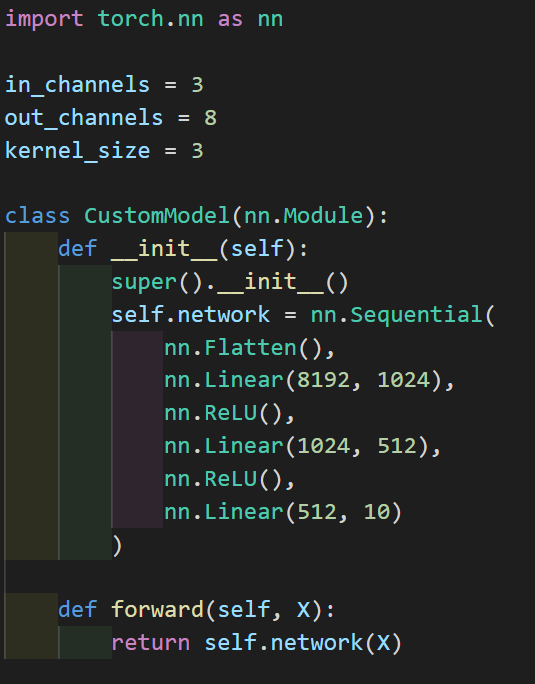 import torch.nn as nn
in_channels = 3
out_channels = 8
kernel_size = 3
class CustomModel(nn.Module):
    def __init__(self):
        super().__init__()
        self.network = nn.Sequential(
            nn.Flatten(),
            nn.Linear(8192, 1024),
            nn.ReLU(),
            nn.Linear(1024, 512),
            nn.ReLU(),
            nn.Linear(512, 10)
        )
    def forward(self, X):
        return self.network(X)